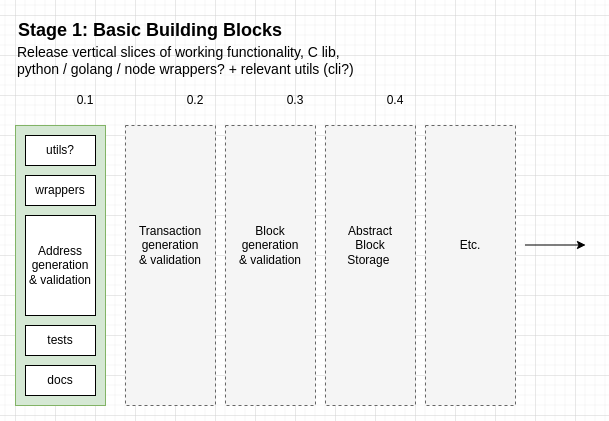 Stage 1: Basic Building Blocks
Release vertical slices of working functionality, C lib,
python / golang / node wrappers? + relevant utils (cli?)
0.1
0.2
0.3
0.4
utils?
wrappers
Address
generation
& validation
tests
docs
Transaction
generation
& validation
Block
generation
& validation
Abstract
Block
Storage
Etc.